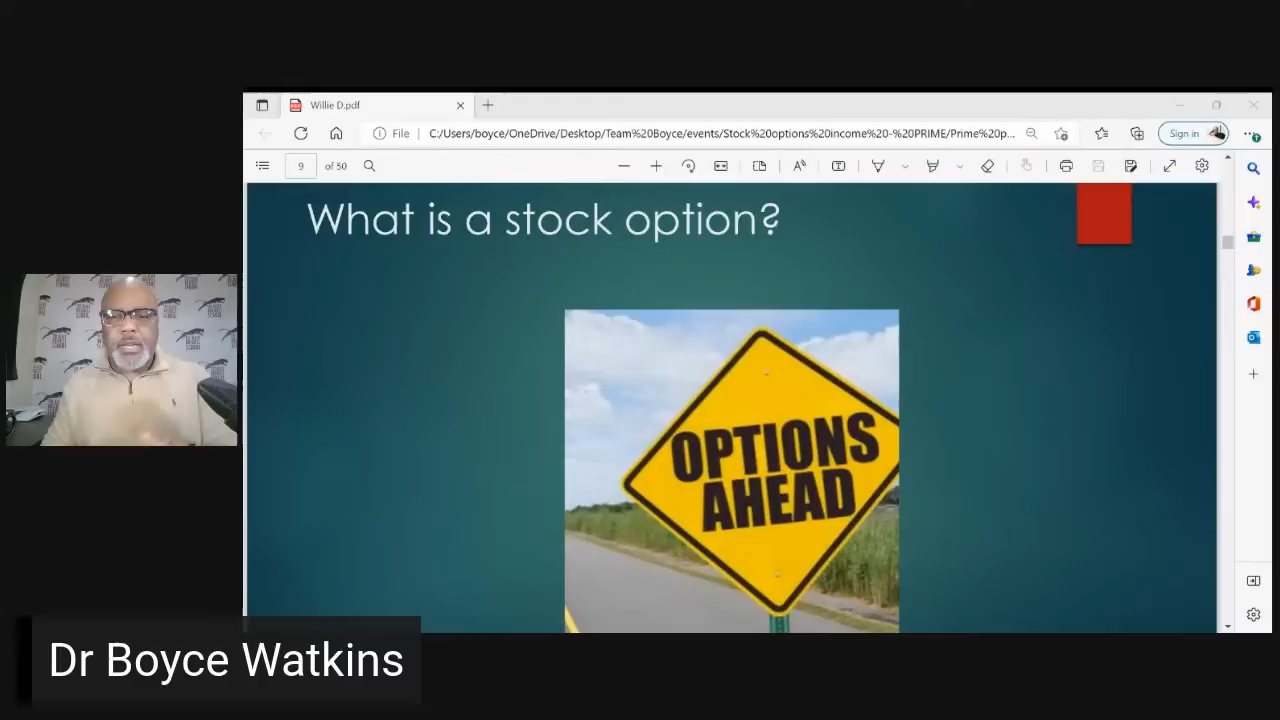 Willie D.pdf
File
C:/Users/boyce/OneDrive/Desktop/Team%20Boyce/events/Stock%20options%20income%20-%20PRIME/Prime%20p...
Sign in
9
of 50
What is a stock option?
OPTIONS
AHEAD
Dr Boyce Watkins